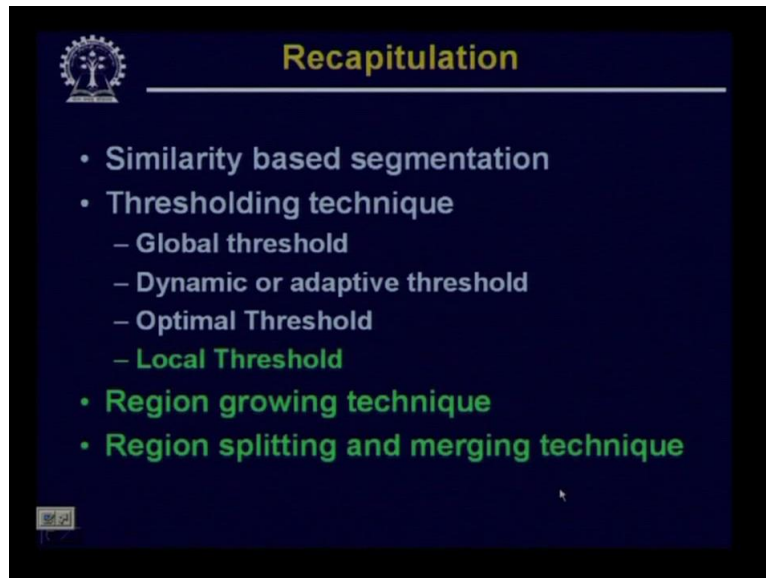 Recapitulation
• Similarity based segmentation
• Thresholding technique
– Global threshold
– Dynamic or adaptive threshold
– Optimal Threshold
– Local Threshold
• Region growing technique
• Region splitting and merging technique